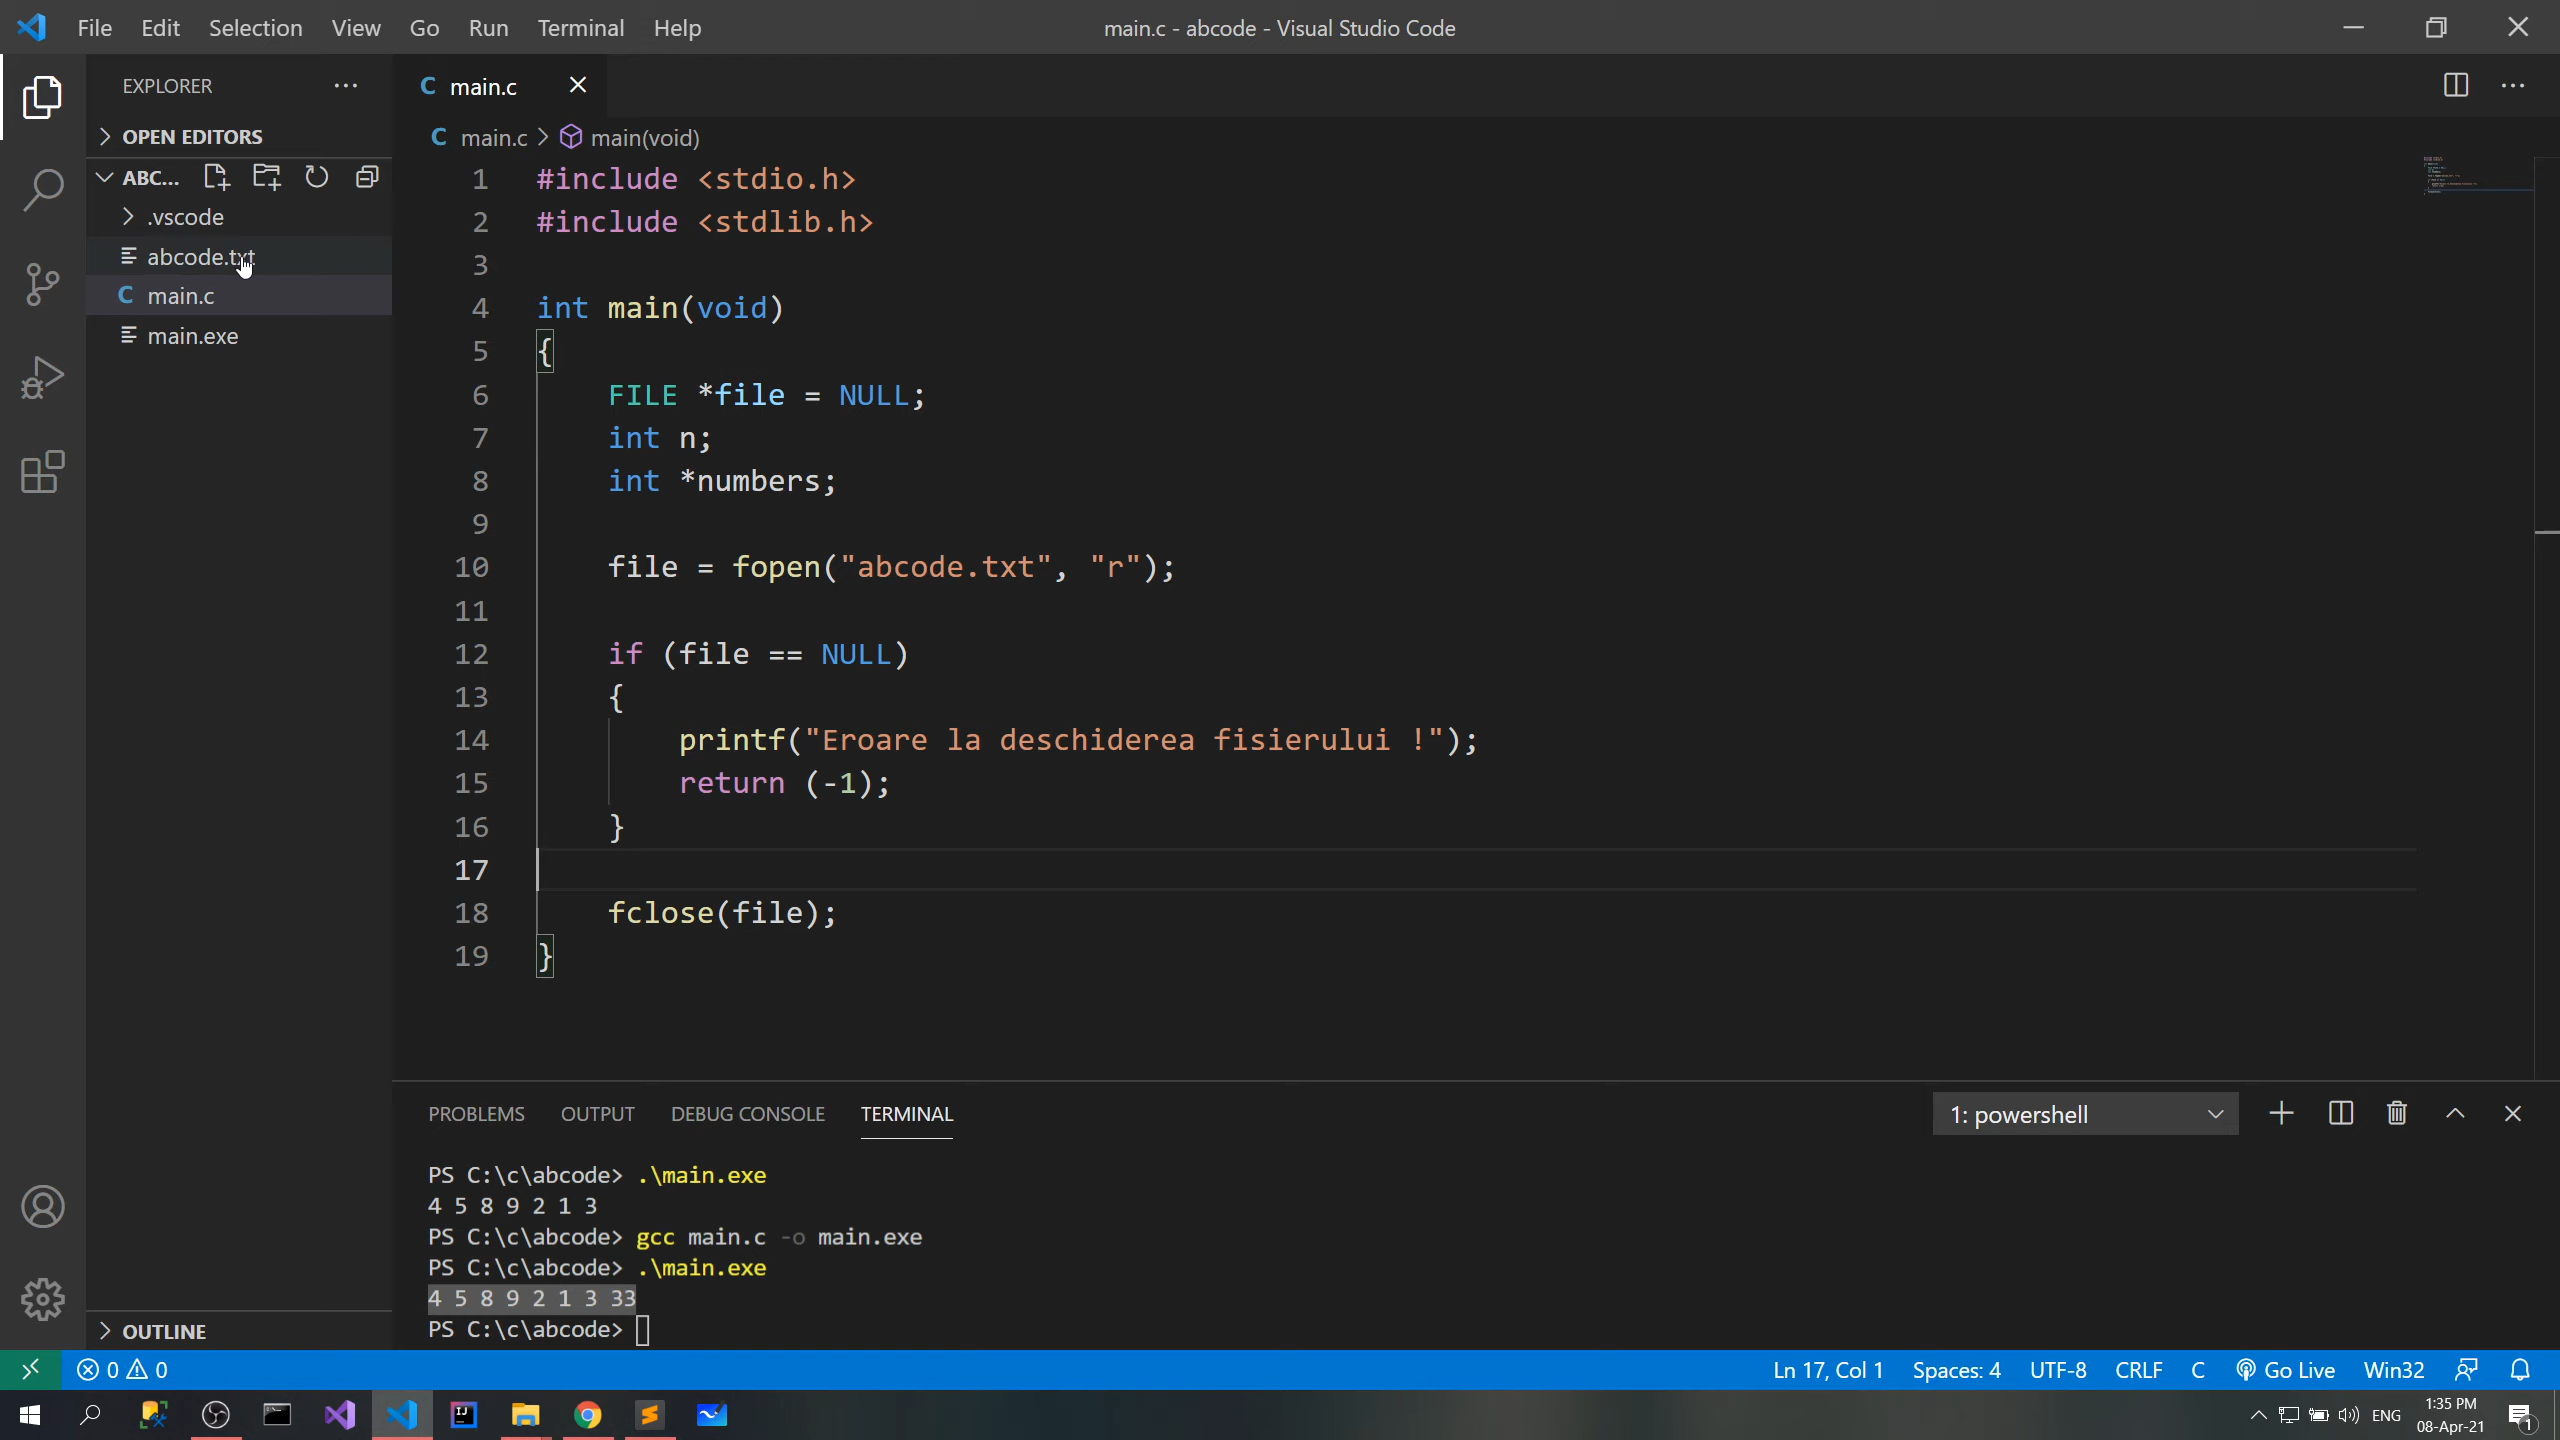 File Edit Selection View Go Run Terminal Help
main.c - abcode - Visual Studio Code
EXPLORER
OPEN EDITORS
ABC...
.vscode
abcode.txt
C main.c
main.exe
OUTLINE
C main.c
C main.c > main(void)
1 #include <stdio.h>
2 #include <stdlib.h>
3
4 int main(void)
5 {
6 FILE *file = NULL;
7 int n;
8 int *numbers;
9
10 file = fopen("abcode.txt", "r");
11
12 if (file == NULL)
13 {
14 printf("Eroare la deschiderea fisierului !");
15 return (-1);
16 }
17
18 fclose(file);
19 }
PROBLEMS OUTPUT DEBUG CONSOLE TERMINAL
1: powershell
PS C:\c\abcode> .\main.exe
4 5 8 9 2 1 3
PS C:\c\abcode> gcc main.c -o main.exe
PS C:\c\abcode> .\main.exe
4 5 8 9 2 1 3 33
PS C:\c\abcode>
0 0
Ln 17, Col 1 Spaces: 4 UTF-8 CRLF C Go Live Win32
ENG
1:35 PM
08-Apr-21
1